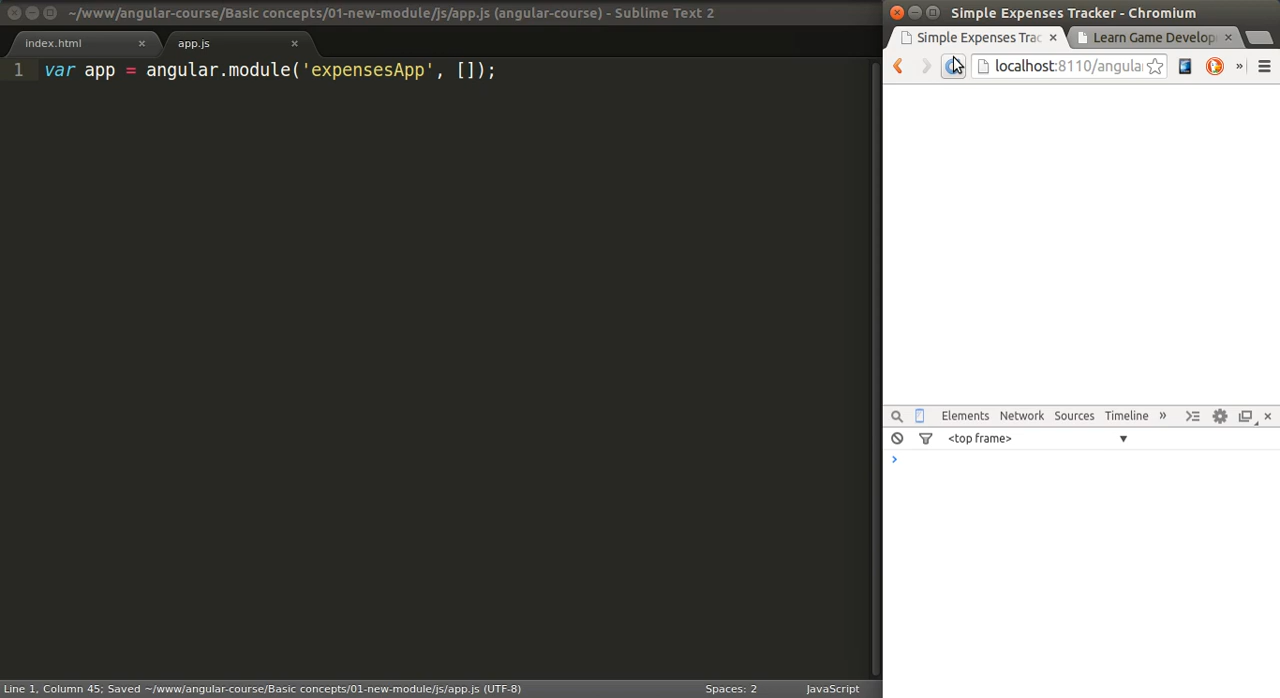 ~/www/angular-course/Basic concepts/01-new-module/js/app.js (angular-course) - Sublime Text 2
index.html × app.js ×
1 var app = angular.module('expensesApp', []);
Line 1, Column 45; Saved ~/www/angular-course/Basic concepts/01-new-module/js/app.js (UTF-8) Spaces: 2 JavaScript
Simple Expenses Tracker - Chromium
Simple Expenses Trac × Learn Game Develop ×
localhost:8110/angula »
Elements Network Sources Timeline » ×
<top frame> ▼
>